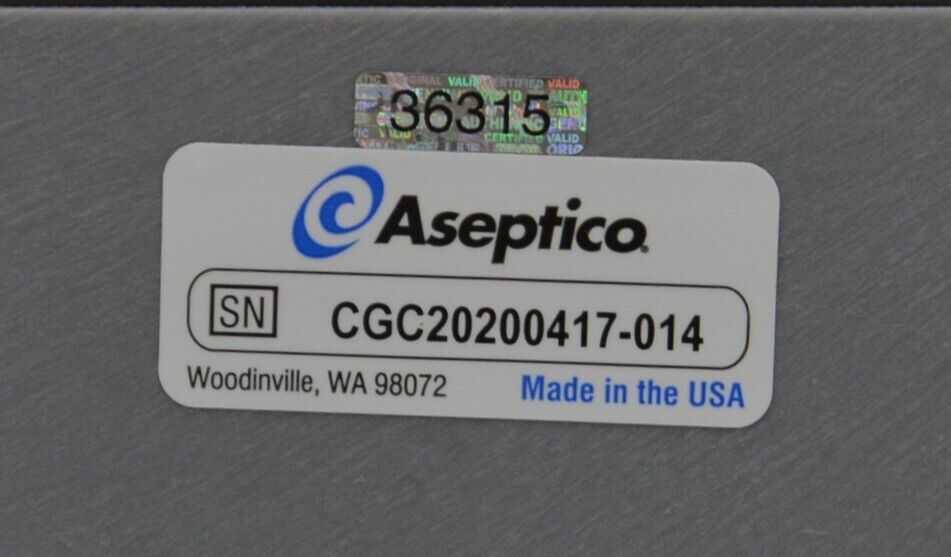 36315
Aseptico
SN CGC20200417-014
Woodinville, WA 98072 Made in the USA